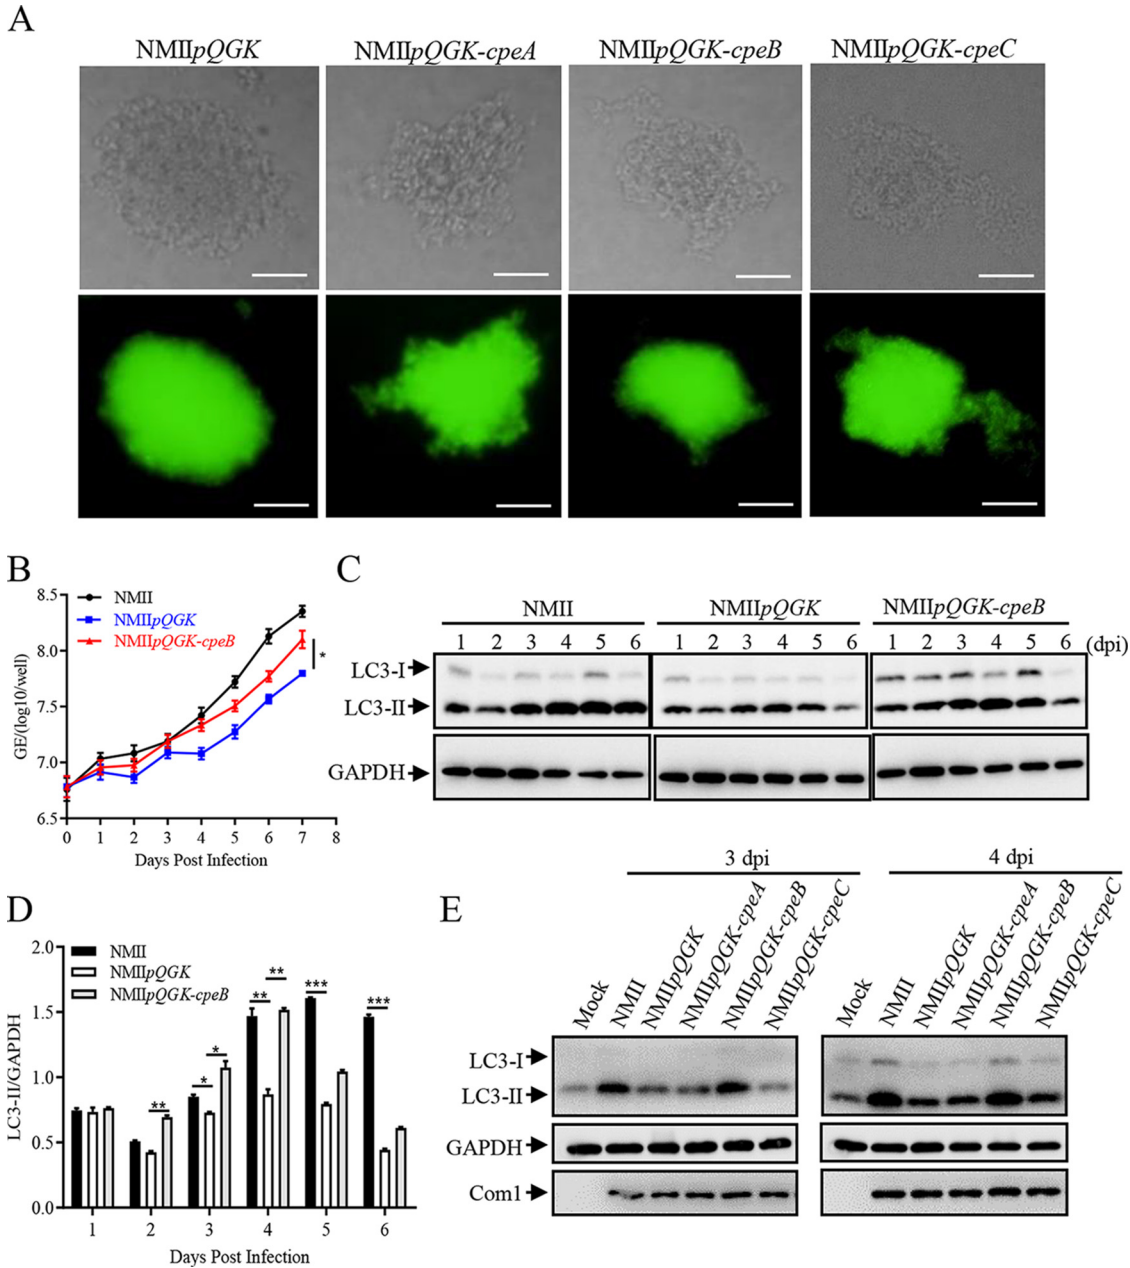 A
NMIIpQGK NMIIpQGK-cpeA NMIIpQGK-cpeB NMIIpQGK-cpeC
B
8.5
8.0
7.5
7.0
6.5
GE/(log10/well)
NMII
NMIIpQGK
NMIIpQGK-cpeB
*
0 1 2 3 4 5 6 7 8
Days Post Infection
C
NMII NMIIpQGK NMIIpQGK-cpeB
1 2 3 4 5 6 1 2 3 4 5 6 1 2 3 4 5 6 (dpi)
LC3-I
LC3-II
GAPDH
D
2.0
1.5
1.0
0.5
0.0
LC3-II/GAPDH
NMII
NMIIpQGK
NMIIpQGK-cpeB
** * * ** ** *** ***
1 2 3 4 5 6
Days Post Infection
E
3 dpi 4 dpi
Mock NMII NMIIpQGK NMIIpQGK-cpeA NMIIpQGK-cpeB NMIIpQGK-cpeC
Mock NMII NMIIpQGK NMIIpQGK-cpeA NMIIpQGK-cpeB NMIIpQGK-cpeC
LC3-I
LC3-II
GAPDH
Com1